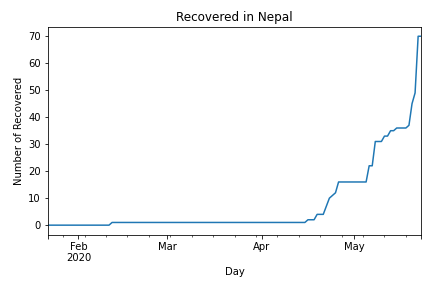 Recovered in Nepal
Number of Recovered
70
60
50
40
30
20
10
0
Feb
2020
Mar
Apr
May
Day